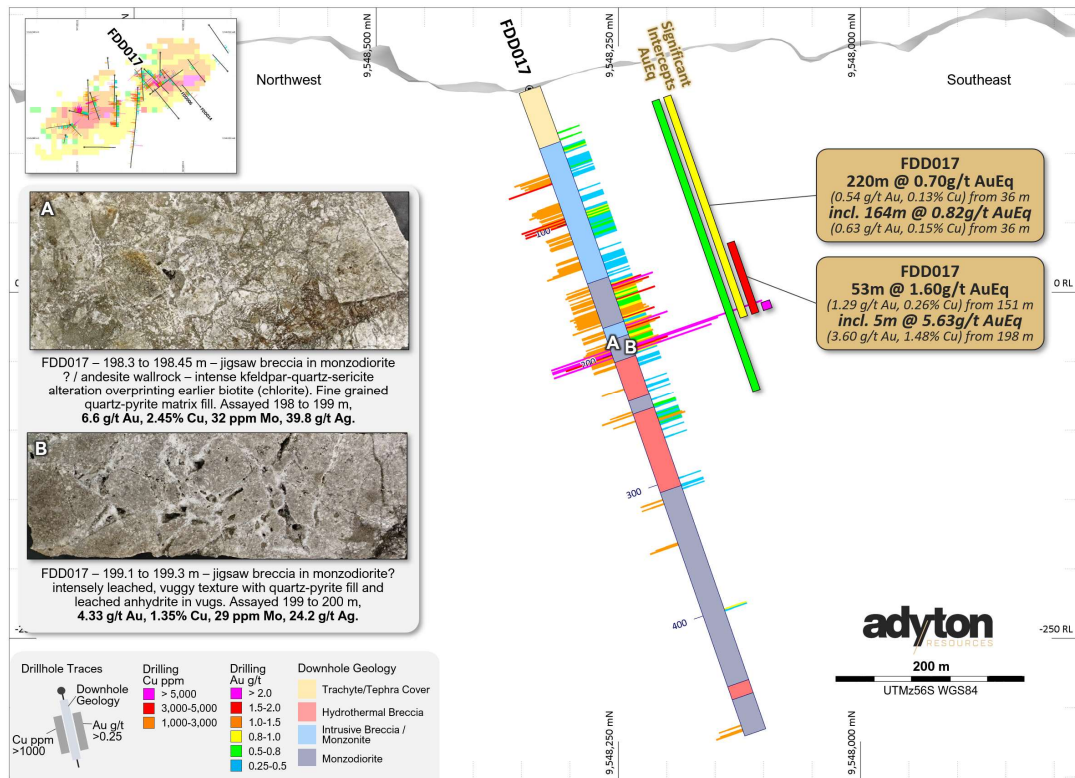 FDD017
Northwest
9,548,500 mN
FDD017
9,548,250 mN
Significant
Intercepts
AuEq
9,548,000 mN
Southeast
FDD017
220m @ 0.70g/t AuEq
(0.54 g/t Au, 0.13% Cu) from 36 m
incl. 164m @ 0.82g/t AuEq
(0.63 g/t Au, 0.15% Cu) from 36 m
FDD017
53m @ 1.60g/t AuEq
(1.29 g/t Au, 0.26% Cu) from 151 m
incl. 5m @ 5.63g/t AuEq
(3.60 g/t Au, 1.48% Cu) from 198 m
0 RL
100
A B
200
300
400
-250 RL
A
FDD017 – 198.3 to 198.45 m – jigsaw breccia in monzodiorite
? / andesite wallrock – intense kfeldpar-quartz-sericite
alteration overprinting earlier biotite (chlorite). Fine grained
quartz-pyrite matrix fill. Assayed 198 to 199 m,
6.6 g/t Au, 2.45% Cu, 32 ppm Mo, 39.8 g/t Ag.
B
FDD017 – 199.1 to 199.3 m – jigsaw breccia in monzodiorite?
intensely leached, vuggy texture with quartz-pyrite fill and
leached anhydrite in vugs. Assayed 199 to 200 m,
4.33 g/t Au, 1.35% Cu, 29 ppm Mo, 24.2 g/t Ag.
Drillhole Traces
Downhole
Geology
Au g/t
>0.25
Cu ppm
>1000
Drilling
Cu ppm
> 5,000
3,000-5,000
1,000-3,000
Drilling
Au g/t
> 2.0
1.5-2.0
1.0-1.5
0.8-1.0
0.5-0.8
0.25-0.5
Downhole Geology
Trachyte/Tephra Cover
Hydrothermal Breccia
Intrusive Breccia /
Monzonite
Monzodiorite
9,548,250 mN
9,548,000 mN
adyton
RESOURCES
200 m
UTMz56S WGS84